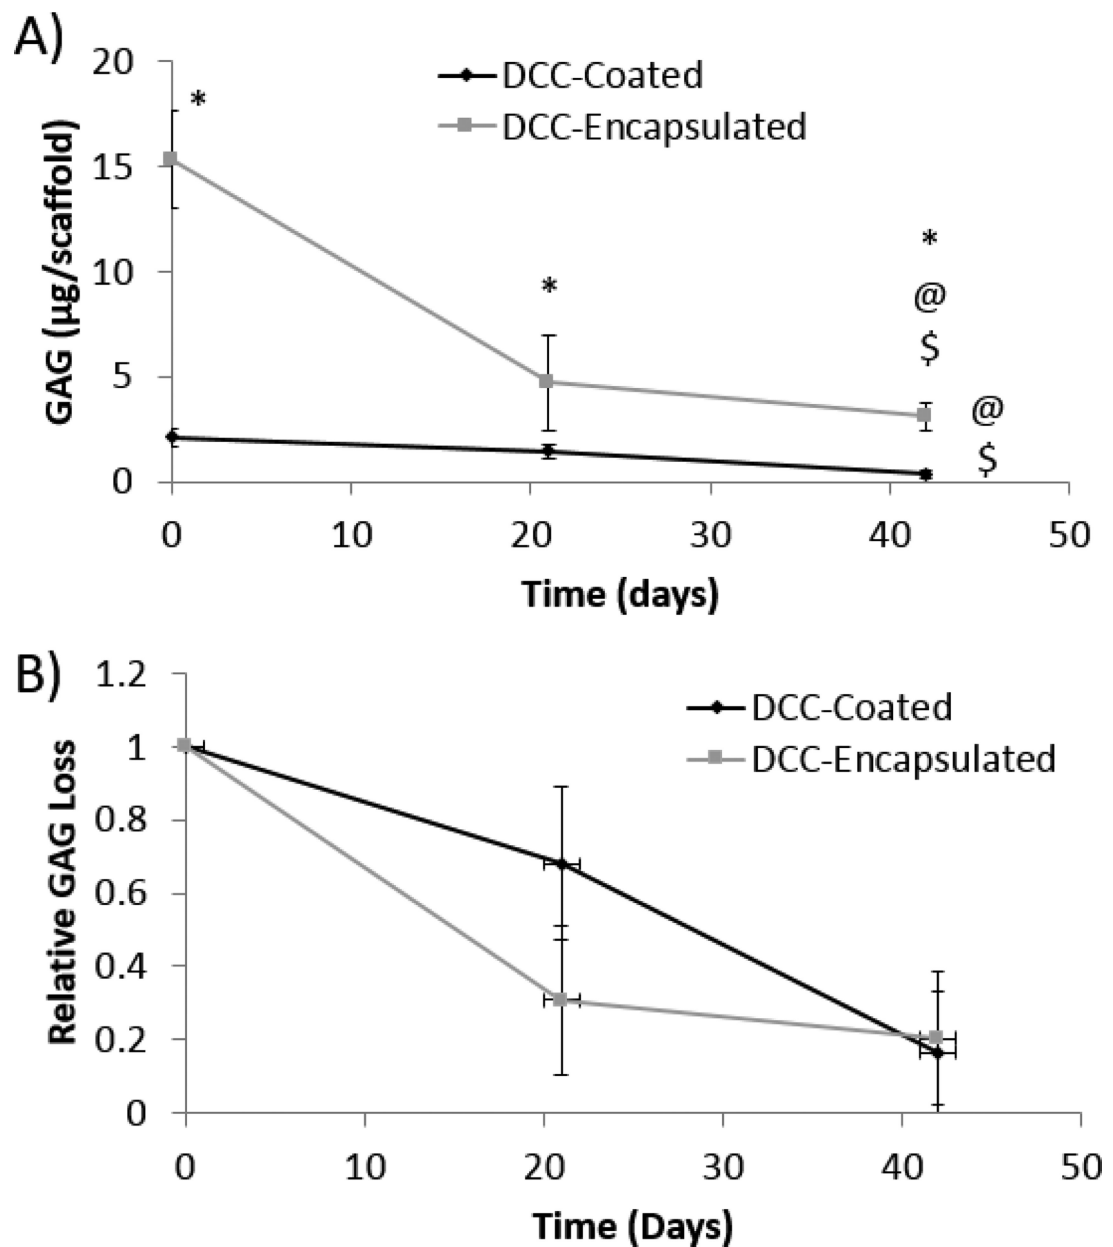 A)
20
15
10
5
0
GAG (µg/scaffold)
DCC-Coated
DCC-Encapsulated
*
*
*
@
$
@
$
0 10 20 30 40 50
Time (days)
B)
1.2
1
0.8
0.6
0.4
0.2
0
Relative GAG Loss
DCC-Coated
DCC-Encapsulated
0 10 20 30 40 50
Time (Days)